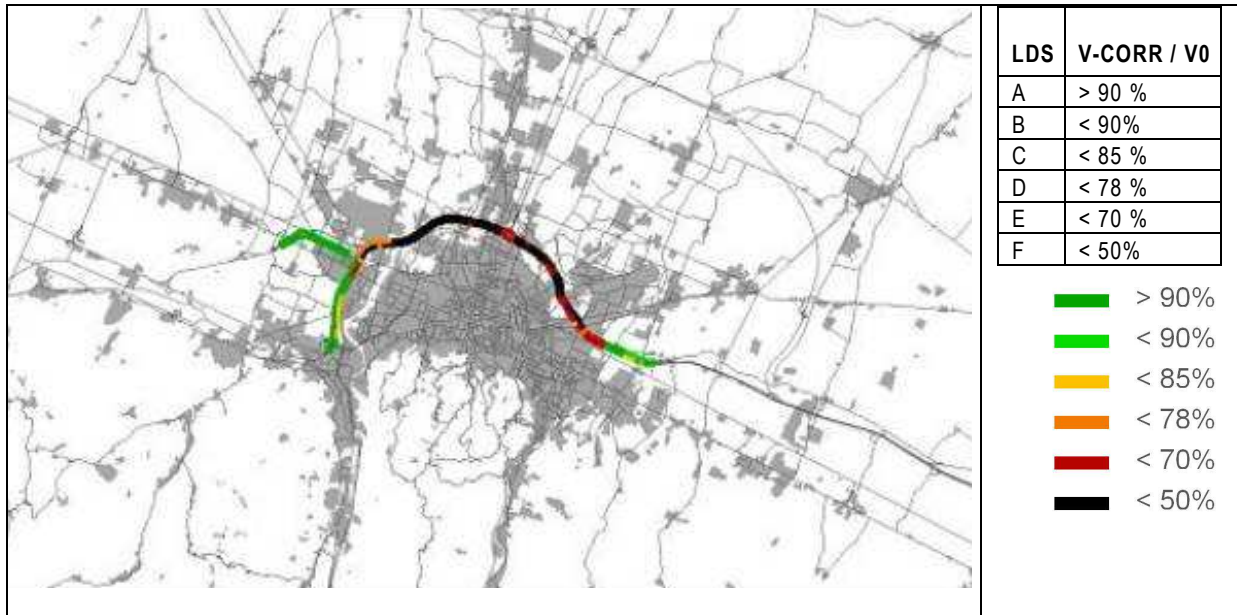 LDS V-CORR / V0
A > 90 %
B < 90%
C < 85 %
D < 78 %
E < 70 %
F < 50%
> 90%
< 90%
< 85%
< 78%
< 70%
< 50%